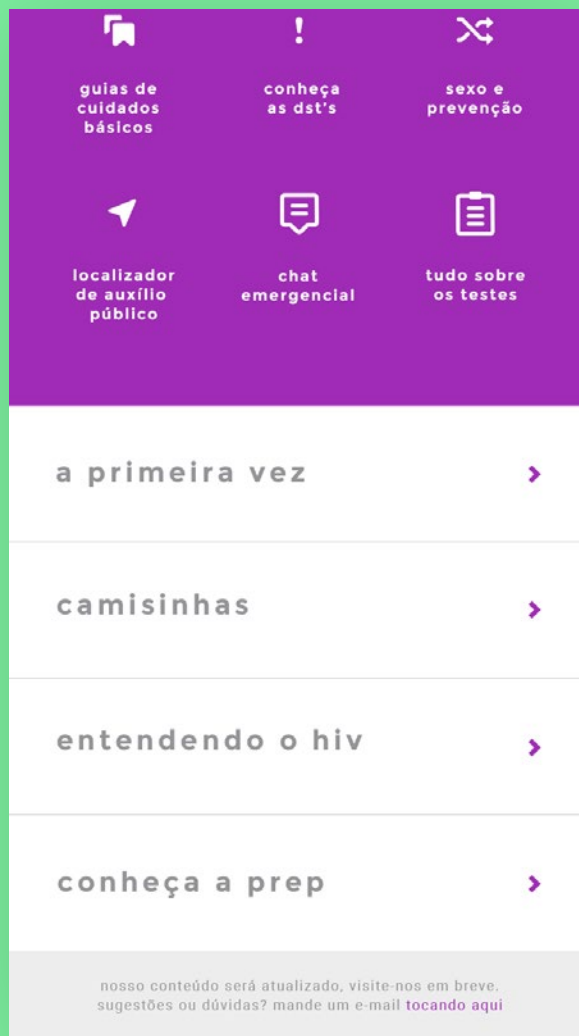 guias de
cuidados
básicos
!
conheça
as dst's
sexo e
prevenção
localizador
de auxílio
público
chat
emergencial
tudo sobre
os testes
a primeira vez
camisinhas
entendendo o hiv
conheça a prep
nosso conteúdo será atualizado, visite-nos em breve.
sugestões ou dúvidas? mande um e-mail tocando aqui